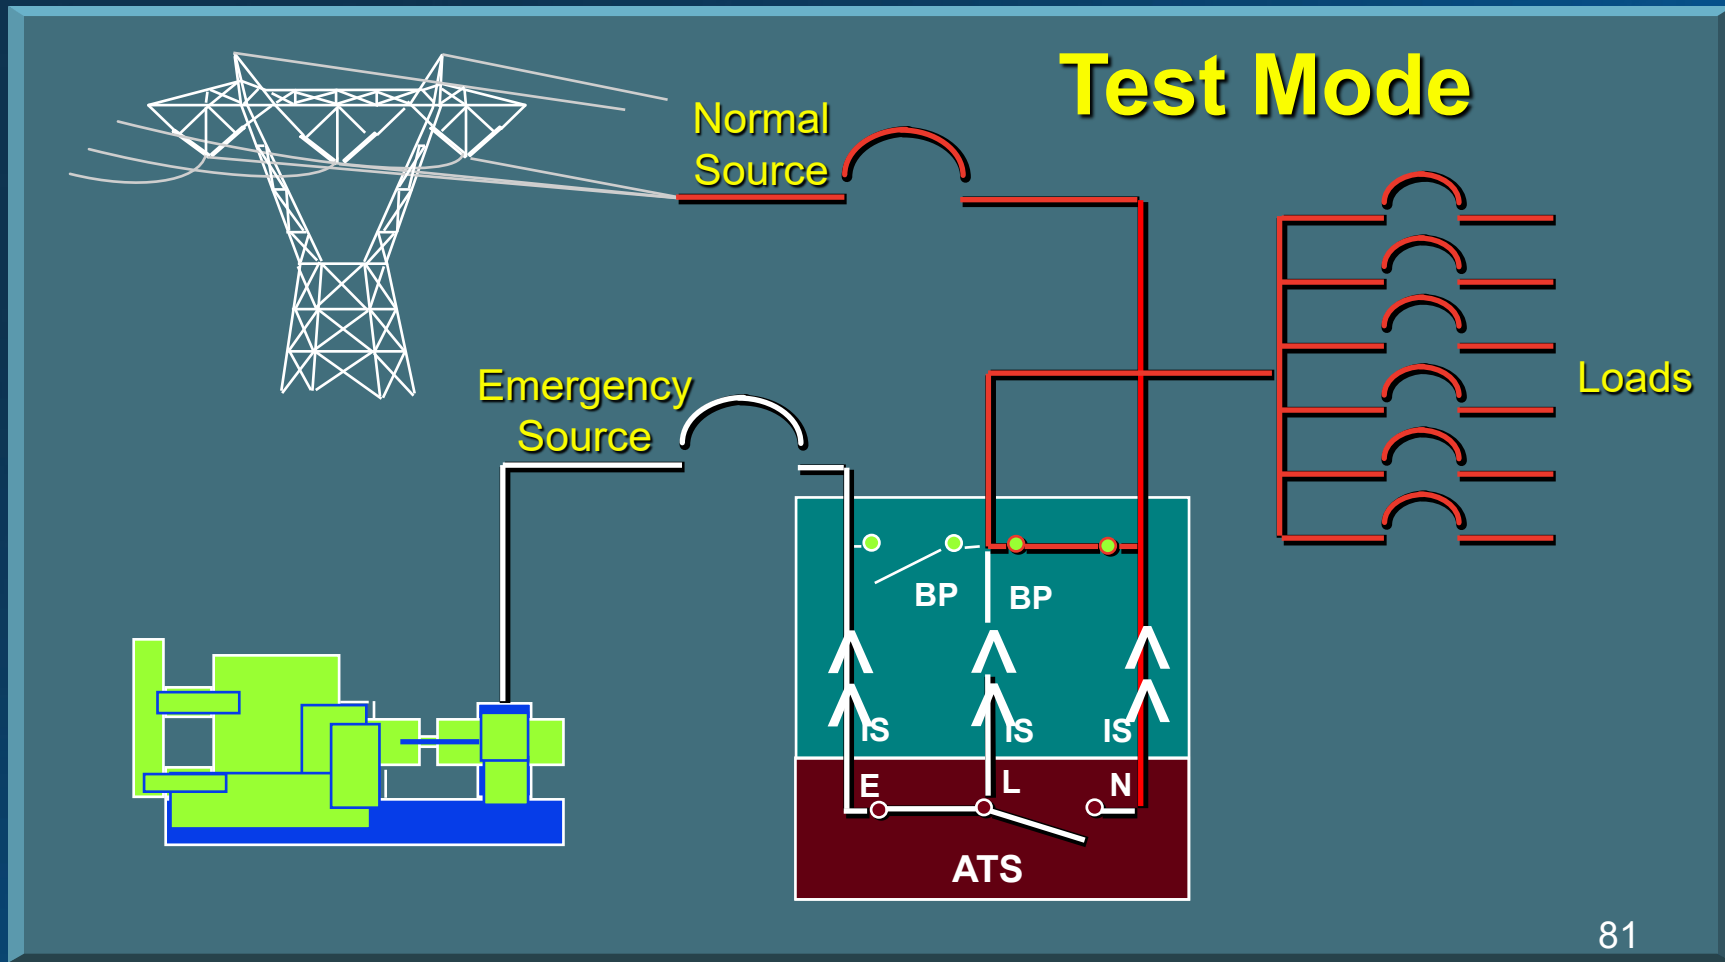 Test Mode
Normal
Source
Emergency
Source
Loads
BP
BP
IS
IS
IS
E
L
N
ATS
81